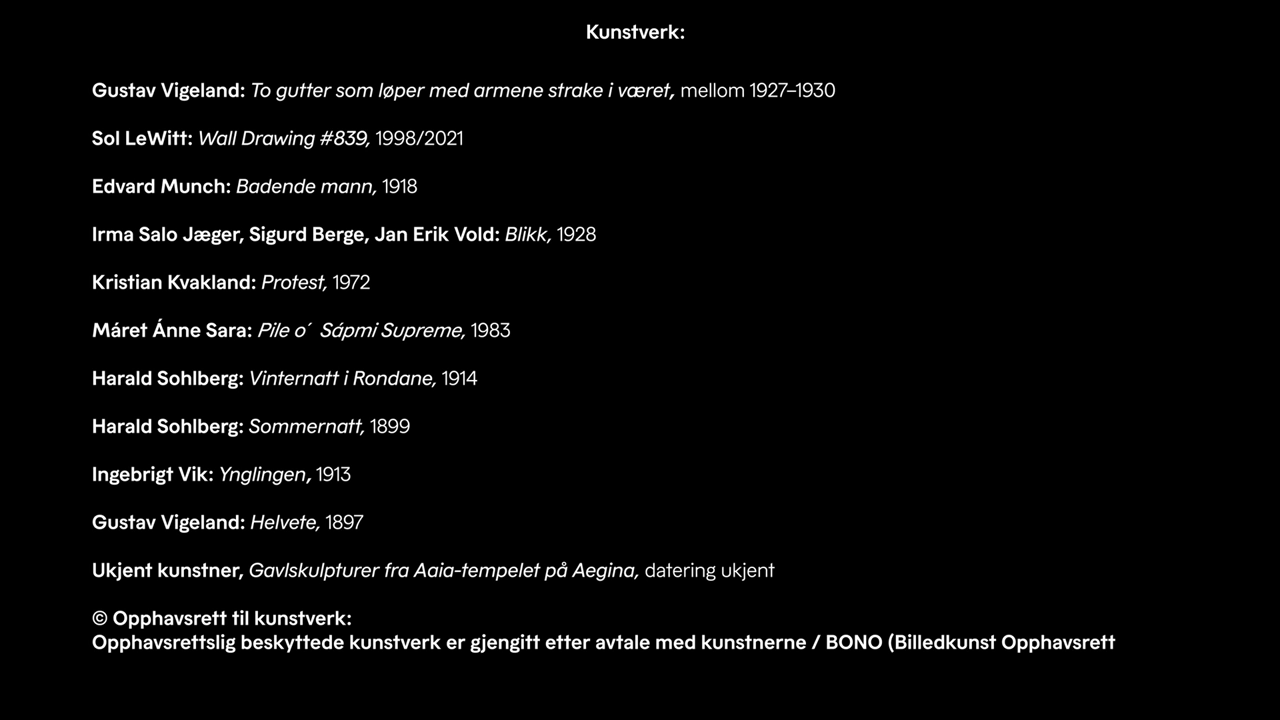 Kunstverk:
Gustav Vigeland: To gutter som løper med armene strake i været, mellom 1927–1930
Sol LeWitt: Wall Drawing #839, 1998/2021
Edvard Munch: Badende mann, 1918
Irma Salo Jæger, Sigurd Berge, Jan Erik Vold: Blikk, 1928
Kristian Kvakland: Protest, 1972
Máret Ánne Sara: Pile o´ Sápmi Supreme, 1983
Harald Sohlberg: Vinternatt i Rondane, 1914
Harald Sohlberg: Sommernatt, 1899
Ingebrigt Vik: Ynglingen, 1913
Gustav Vigeland: Helvete, 1897
Ukjent kunstner, Gavlskulpturer fra Aaia-tempelet på Aegina, datering ukjent
© Opphavsrett til kunstverk:
Opphavsrettslig beskyttede kunstverk er gjengitt etter avtale med kunstnerne / BONO (Billedkunst Opphavsrett